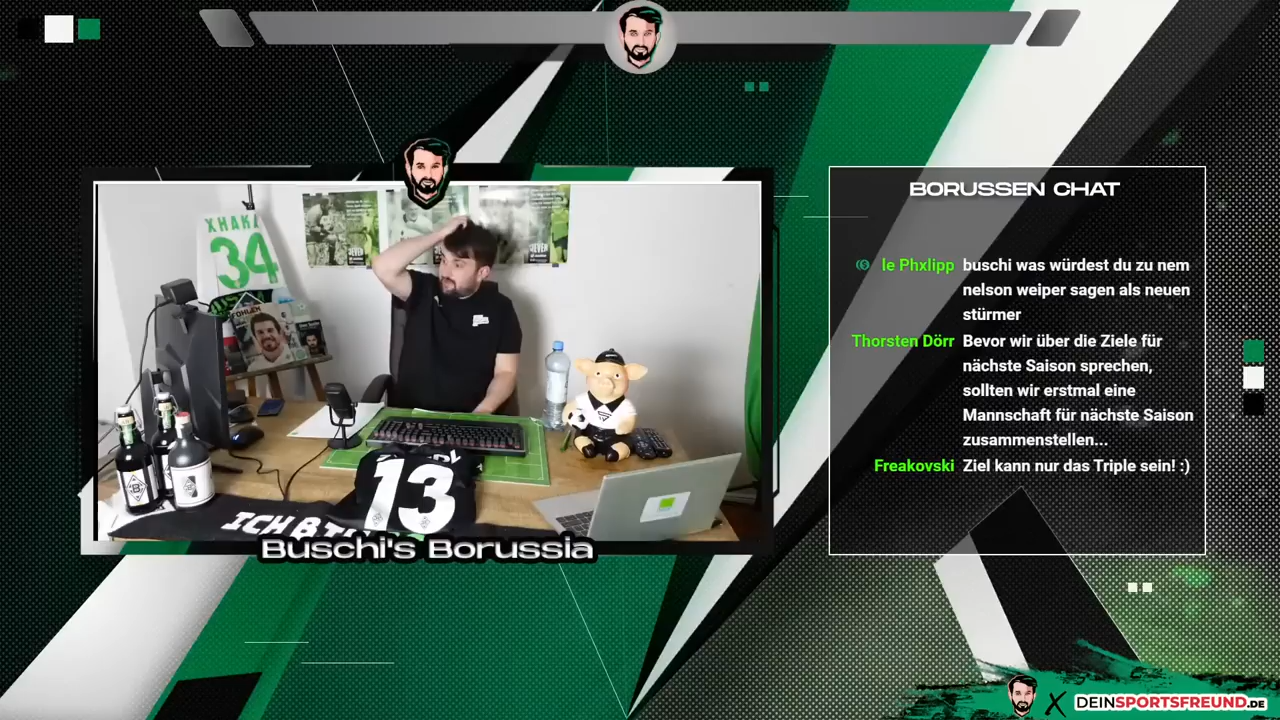 BORUSSEN CHAT
XHAKA
34
le Phxlipp buschi was würdest du zu nem
nelson weiper sagen als neuen
stürmer
Thorsten Dörr Bevor wir über die Ziele für
nächste Saison sprechen,
sollten wir erstmal eine
Mannschaft für nächste Saison
zusammenstellen...
Freakovski Ziel kann nur das Triple sein! :)
13
ICH BIN
Buschi's Borussia
X DEINSPORTSFREUND.DE